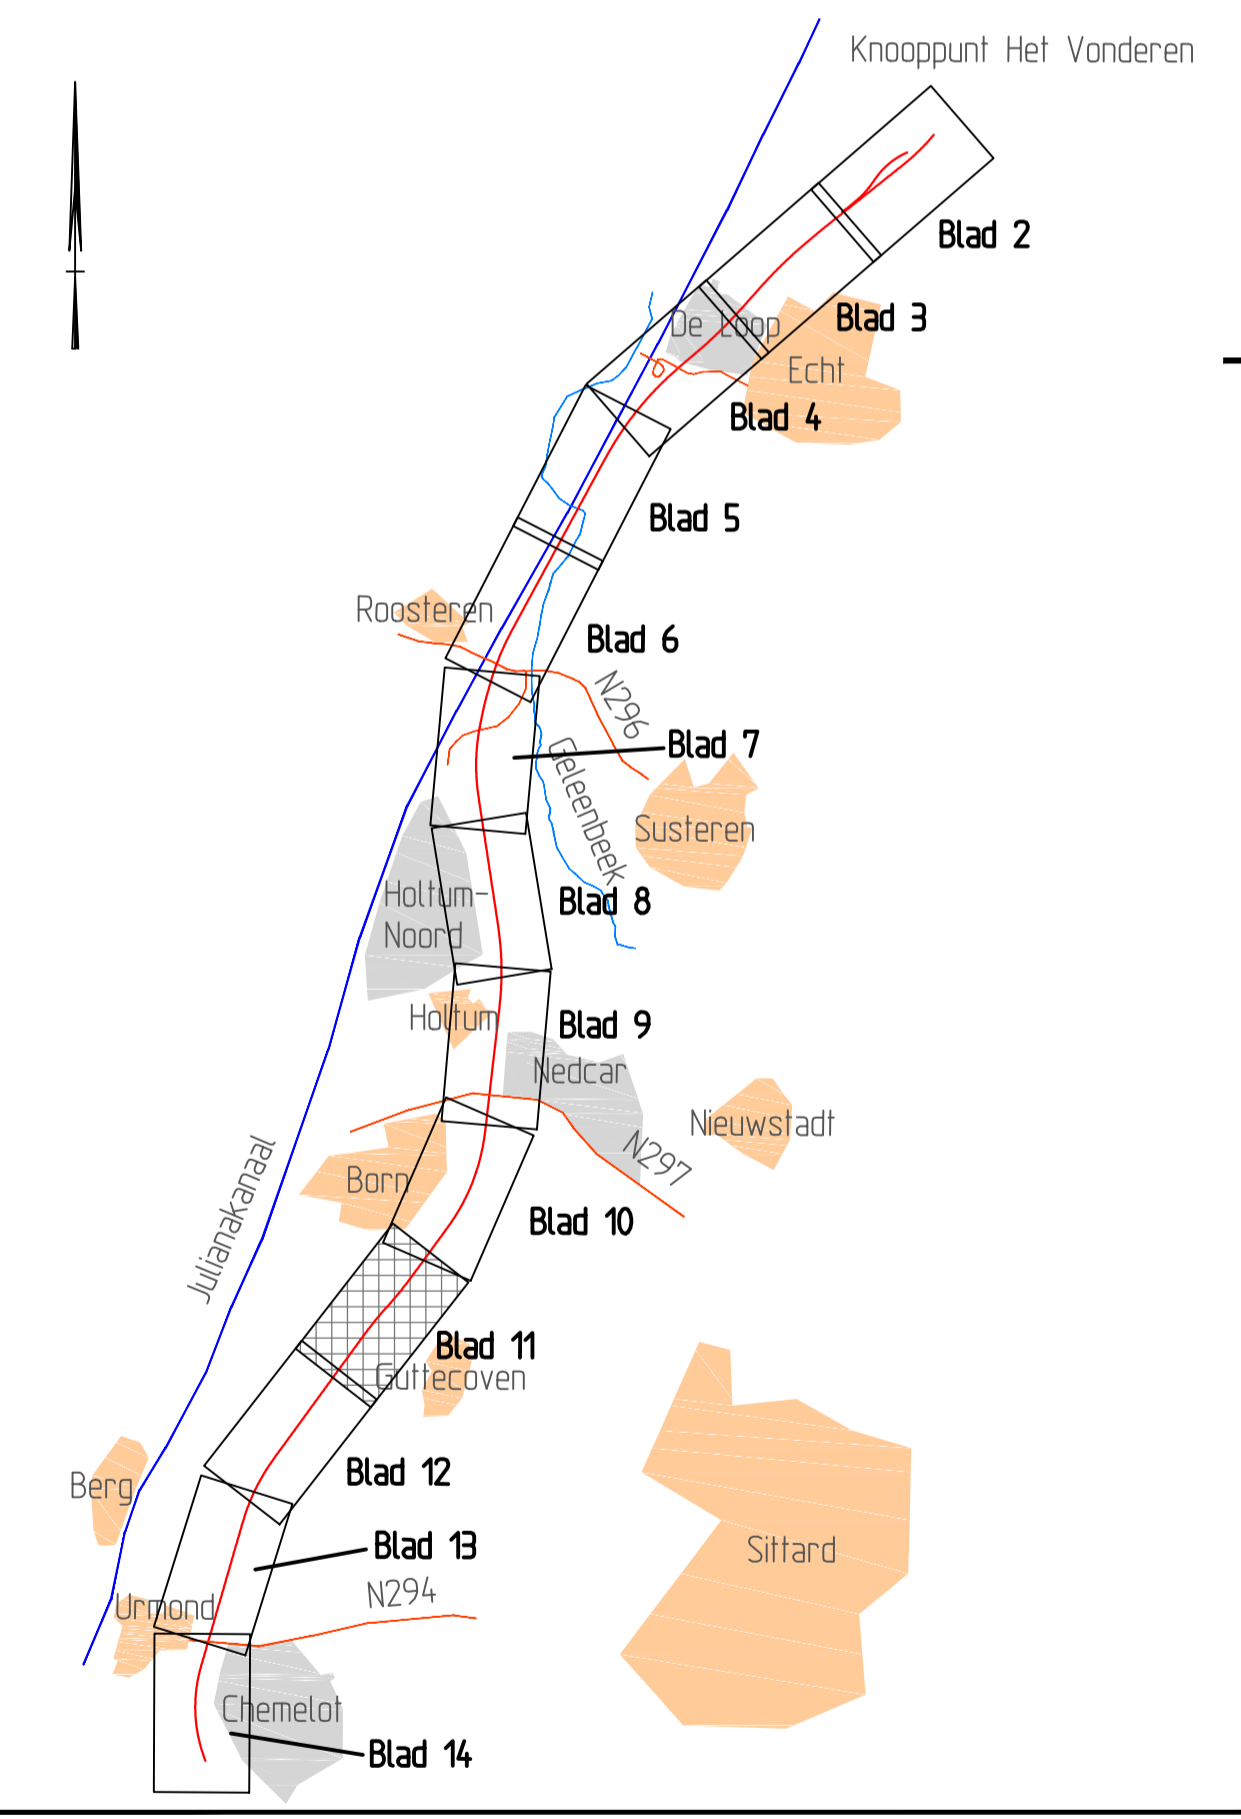 Knooppunt Het Vonderen
Blad 2
Blad 3
De Loop
Echt
Blad 4
Blad 5
Roosteren
Blad 6
N296
Blad 7
Geleenbeek
Susteren
Holtum-
Noord
Blad 8
Holtum
Blad 9
Nedcar
Nieuwstadt
N297
Born
Julianakanaal
Blad 10
Blad 11
Guttecoven
Berg
Blad 12
Blad 13
Sittard
N294
Urmond
Chemelot
Blad 14